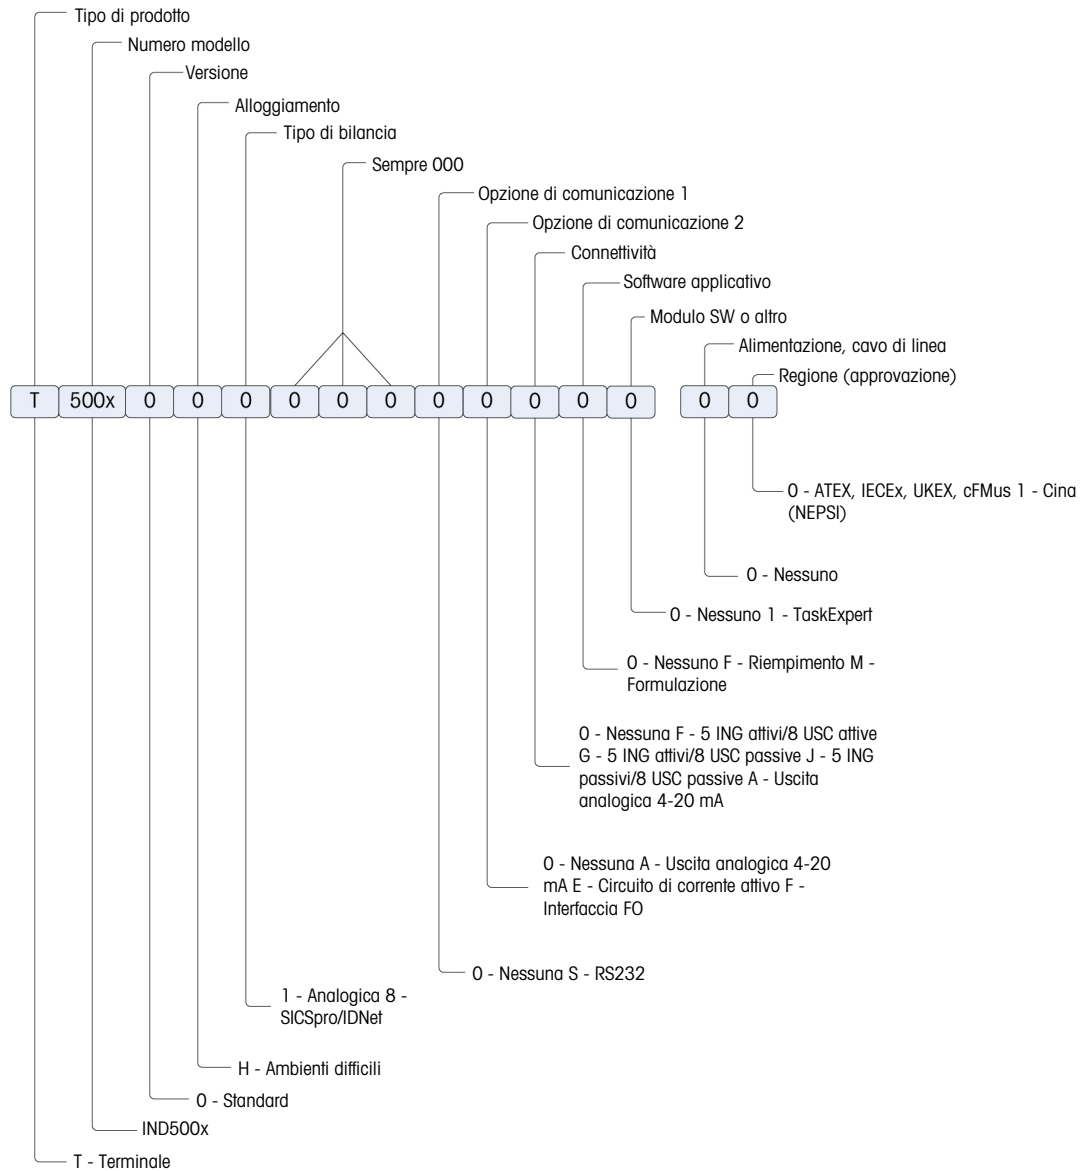 Tipo di prodotto
Numero modello
Versione
Alloggiamento
Tipo di bilancia
Sempre 000
Opzione di comunicazione 1
Opzione di comunicazione 2
Connettività
Software applicativo
Modulo SW o altro
Alimentazione, cavo di linea
Regione (approvazione)
T 500x 0 0 0 0 0 0 0 0 0 0 0 0 0
0 - ATEX, IECEx, UKEX, cFMus 1 - Cina
(NEPSI)
0 - Nessuno
0 - Nessuno 1 - TaskExpert
0 - Nessuno F - Riempimento M -
Formulazione
0 - Nessuna F - 5 ING attivi/8 USC attive
G - 5 ING attivi/8 USC passive J - 5 ING
passivi/8 USC passive A - Uscita
analogica 4-20 mA
0 - Nessuna A - Uscita analogica 4-20
mA E - Circuito di corrente attivo F -
Interfaccia FO
0 - Nessuna S - RS232
1 - Analogica 8 -
SICSpro/IDNet
H - Ambienti difficili
0 - Standard
IND500x
T - Terminale